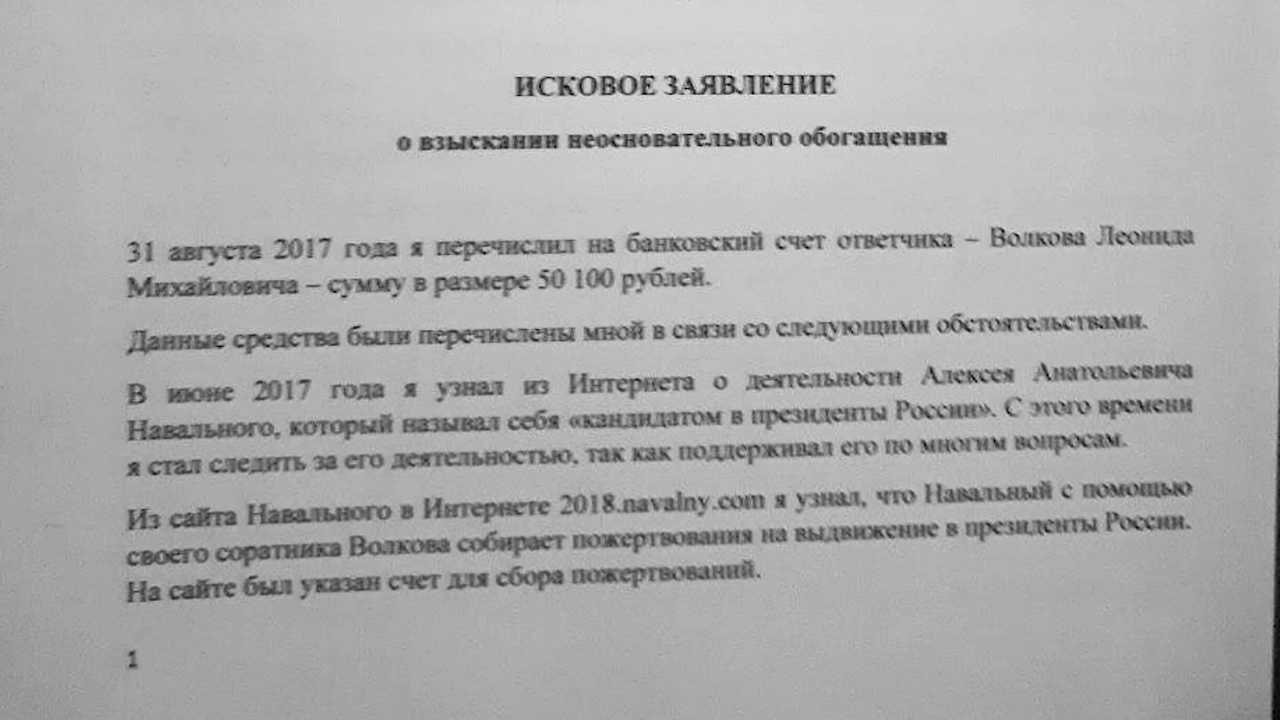 ИСКОВОЕ ЗАЯВЛЕНИЕ
о взыскании неосновательного обогащения
31 августа 2017 года я перечислил на банковский счет ответчика – Волкова Леонида
Михайловича – сумму в размере 50 100 рублей.
Данные средства были перечислены мной в связи со следующими обстоятельствами.
В июне 2017 года я узнал из Интернета о деятельности Алексея Анатольевича
Навального, который называл себя «кандидатом в президенты России». С этого времени
я стал следить за его деятельностью, так как поддерживал его по многим вопросам.
Из сайта Навального в Интернете 2018.navalny.com я узнал, что Навальный с помощью
своего соратника Волкова собирает пожертвования на выдвижение в президенты России.
На сайте был указан счет для сбора пожертвований.
1